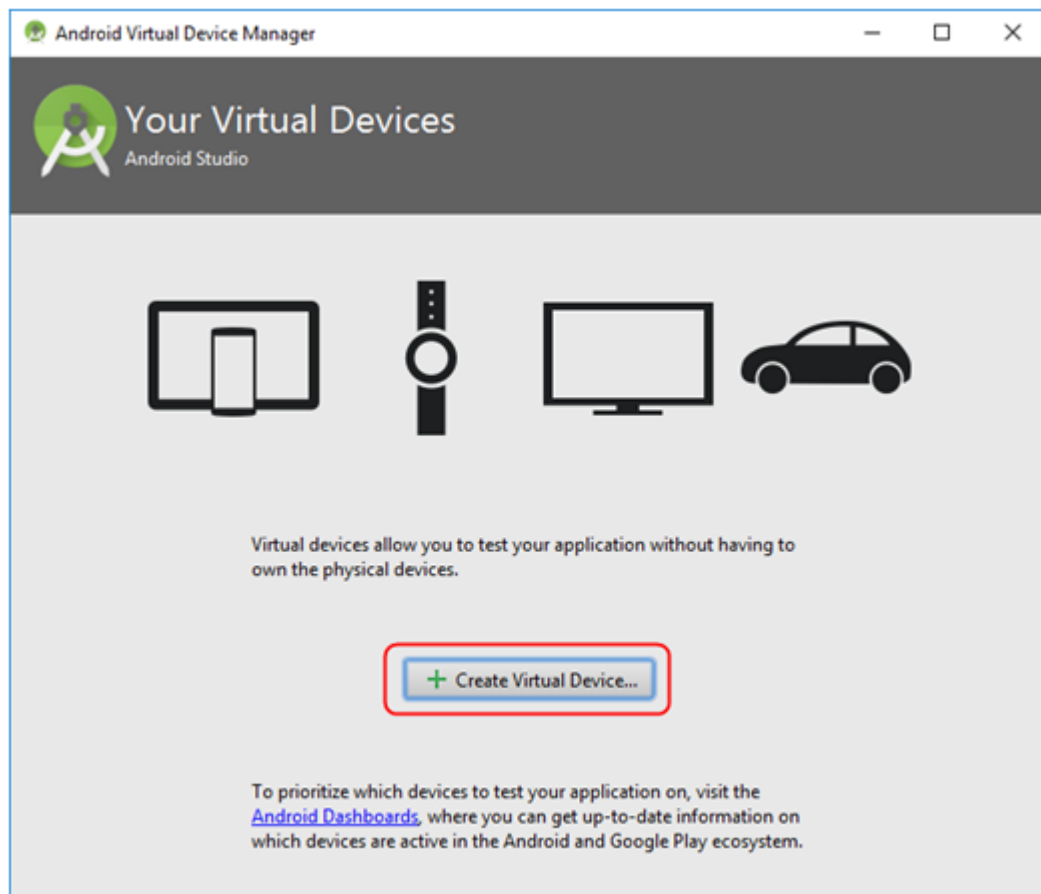 Android Virtual Device Manager
Your Virtual Devices
Android Studio
Virtual devices allow you to test your application without having to
own the physical devices.
Create Virtual Device...
To prioritize which devices to test your application on, visit the
Android Dashboards, where you can get up-to-date information on
which devices are active in the Android and Google Play ecosystem.